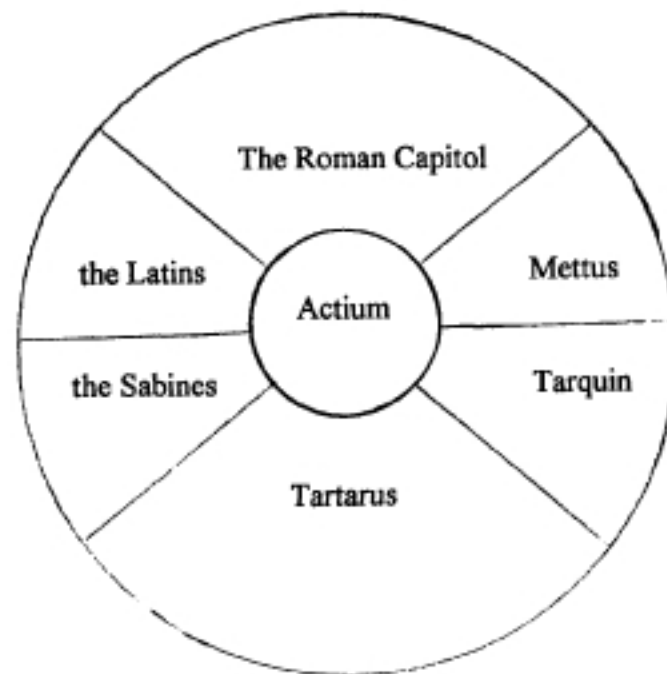 The Roman Capitol
the Latins
Mettus
Actium
the Sabines
Tarquin
Tartarus